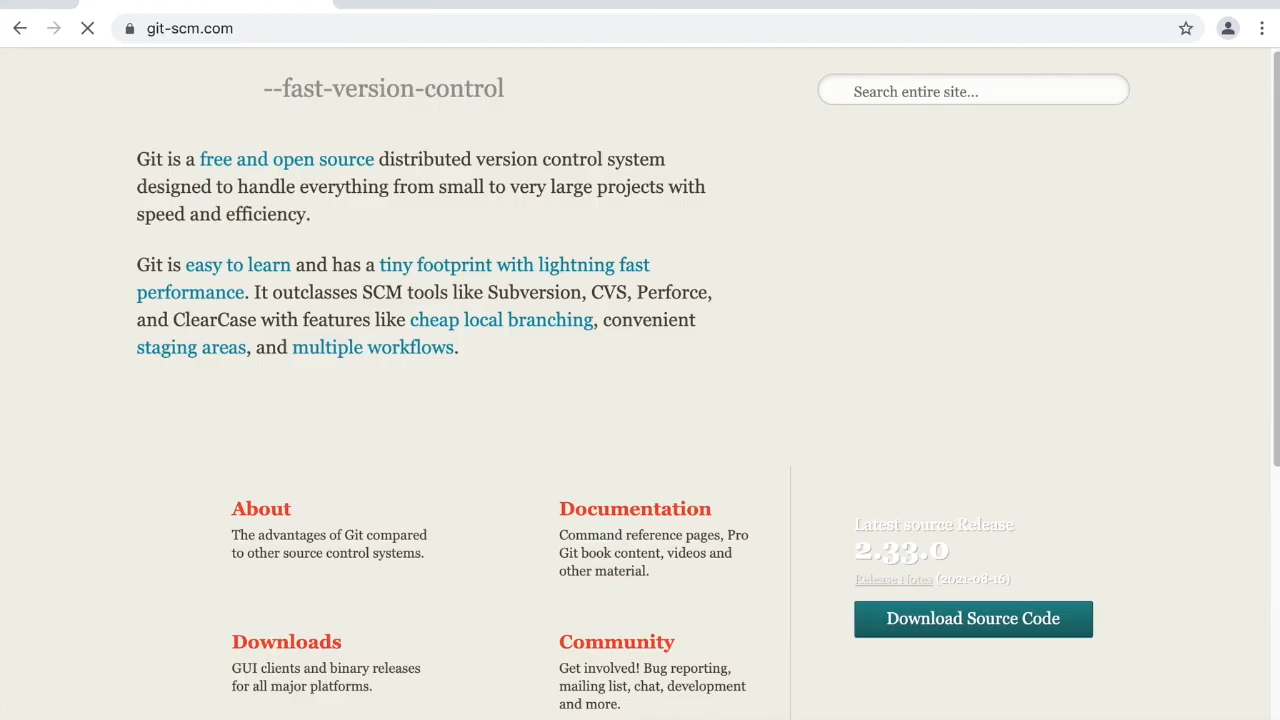 git-scm.com
--fast-version-control
Search entire site...
Git is a free and open source distributed version control system
designed to handle everything from small to very large projects with
speed and efficiency.
Git is easy to learn and has a tiny footprint with lightning fast
performance. It outclasses SCM tools like Subversion, CVS, Perforce,
and ClearCase with features like cheap local branching, convenient
staging areas, and multiple workflows.
About
The advantages of Git compared
to other source control systems.
Documentation
Command reference pages, Pro
Git book content, videos and
other material.
Downloads
GUI clients and binary releases
for all major platforms.
Community
Get involved! Bug reporting,
mailing list, chat, development
and more.
Latest source Release
2.33.0
Release Notes (2021-08-16)
Download Source Code